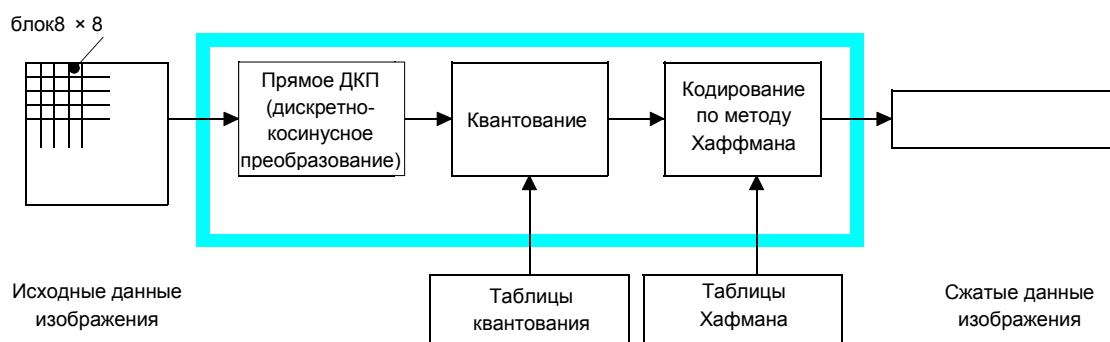 блок8 × 8
Прямое ДКП
(дискретно-
косинусное
преобразование)
Квантование
Кодирование
по методу
Хаффмана
Исходные данные
изображения
Таблицы
квантования
Таблицы
Хафмана
Сжатые данные
изображения